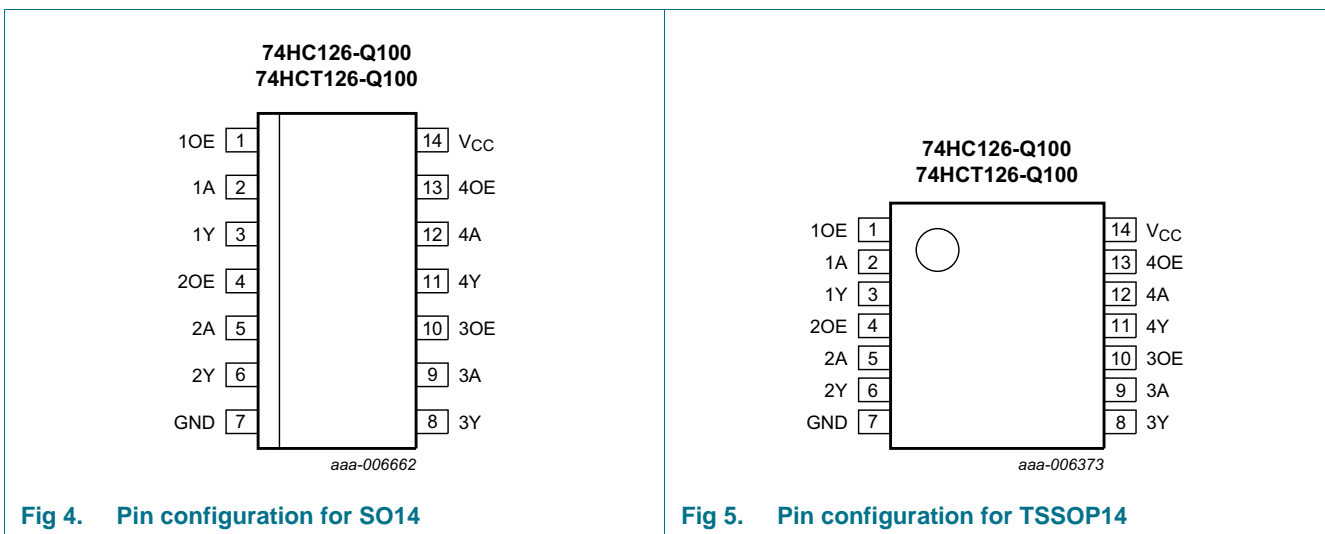 74HC126-Q100
74HCT126-Q100
1OE 1
14 VCC
1A 2
13 4OE
1Y 3
12 4A
2OE 4
11 4Y
2A 5
10 3OE
2Y 6
9 3A
GND 7
8 3Y
aaa-006662
Fig 4. Pin configuration for SO14
74HC126-Q100
74HCT126-Q100
1OE 1
14 VCC
1A 2
13 4OE
1Y 3
12 4A
2OE 4
11 4Y
2A 5
10 3OE
2Y 6
9 3A
GND 7
8 3Y
aaa-006373
Fig 5. Pin configuration for TSSOP14